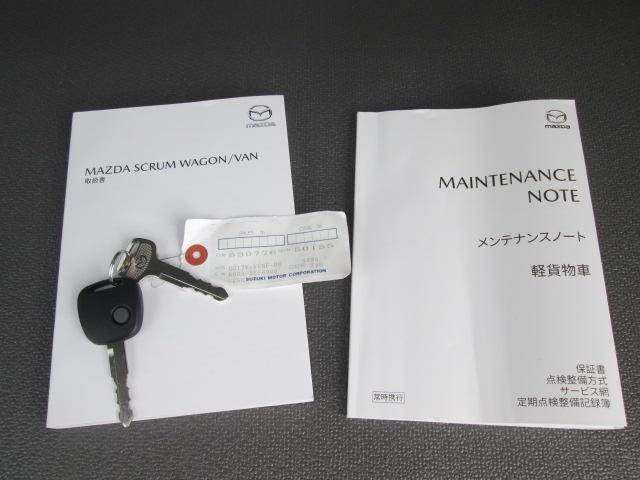 mazda
MAZDA SCRUM WAGON/VAN
取扱書
SUZUKI MOTOR CORPORATION
mazda
MAINTENANCE
NOTE
メンテナンスノート
軽貨物車
保証書
点検整備方式
サービス網
定期点検整備記録簿
常時携行